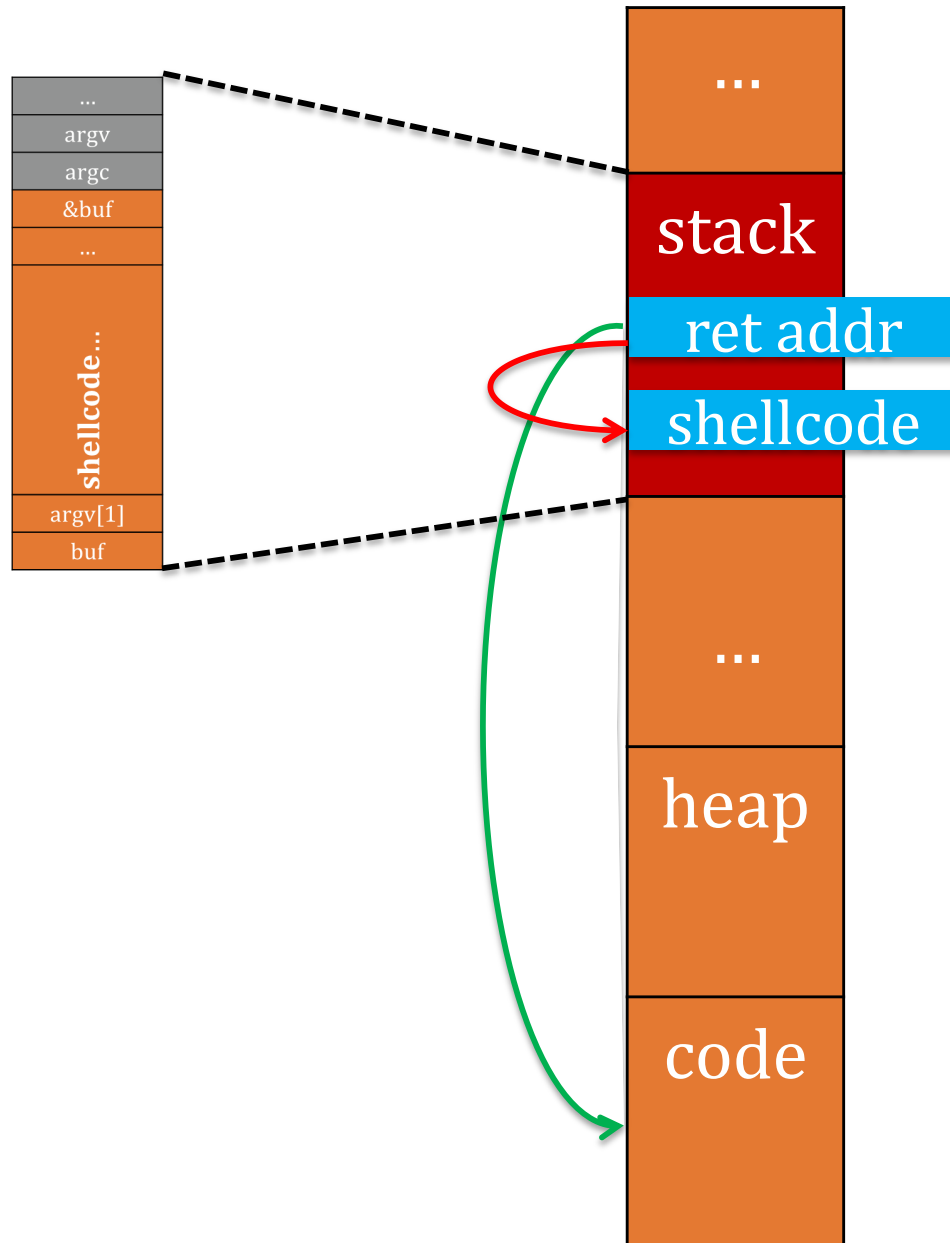 ...
argv
argc
&buf
...
shellcode...
argv[1]
buf
...
stack
ret addr
shellcode
...
heap
code